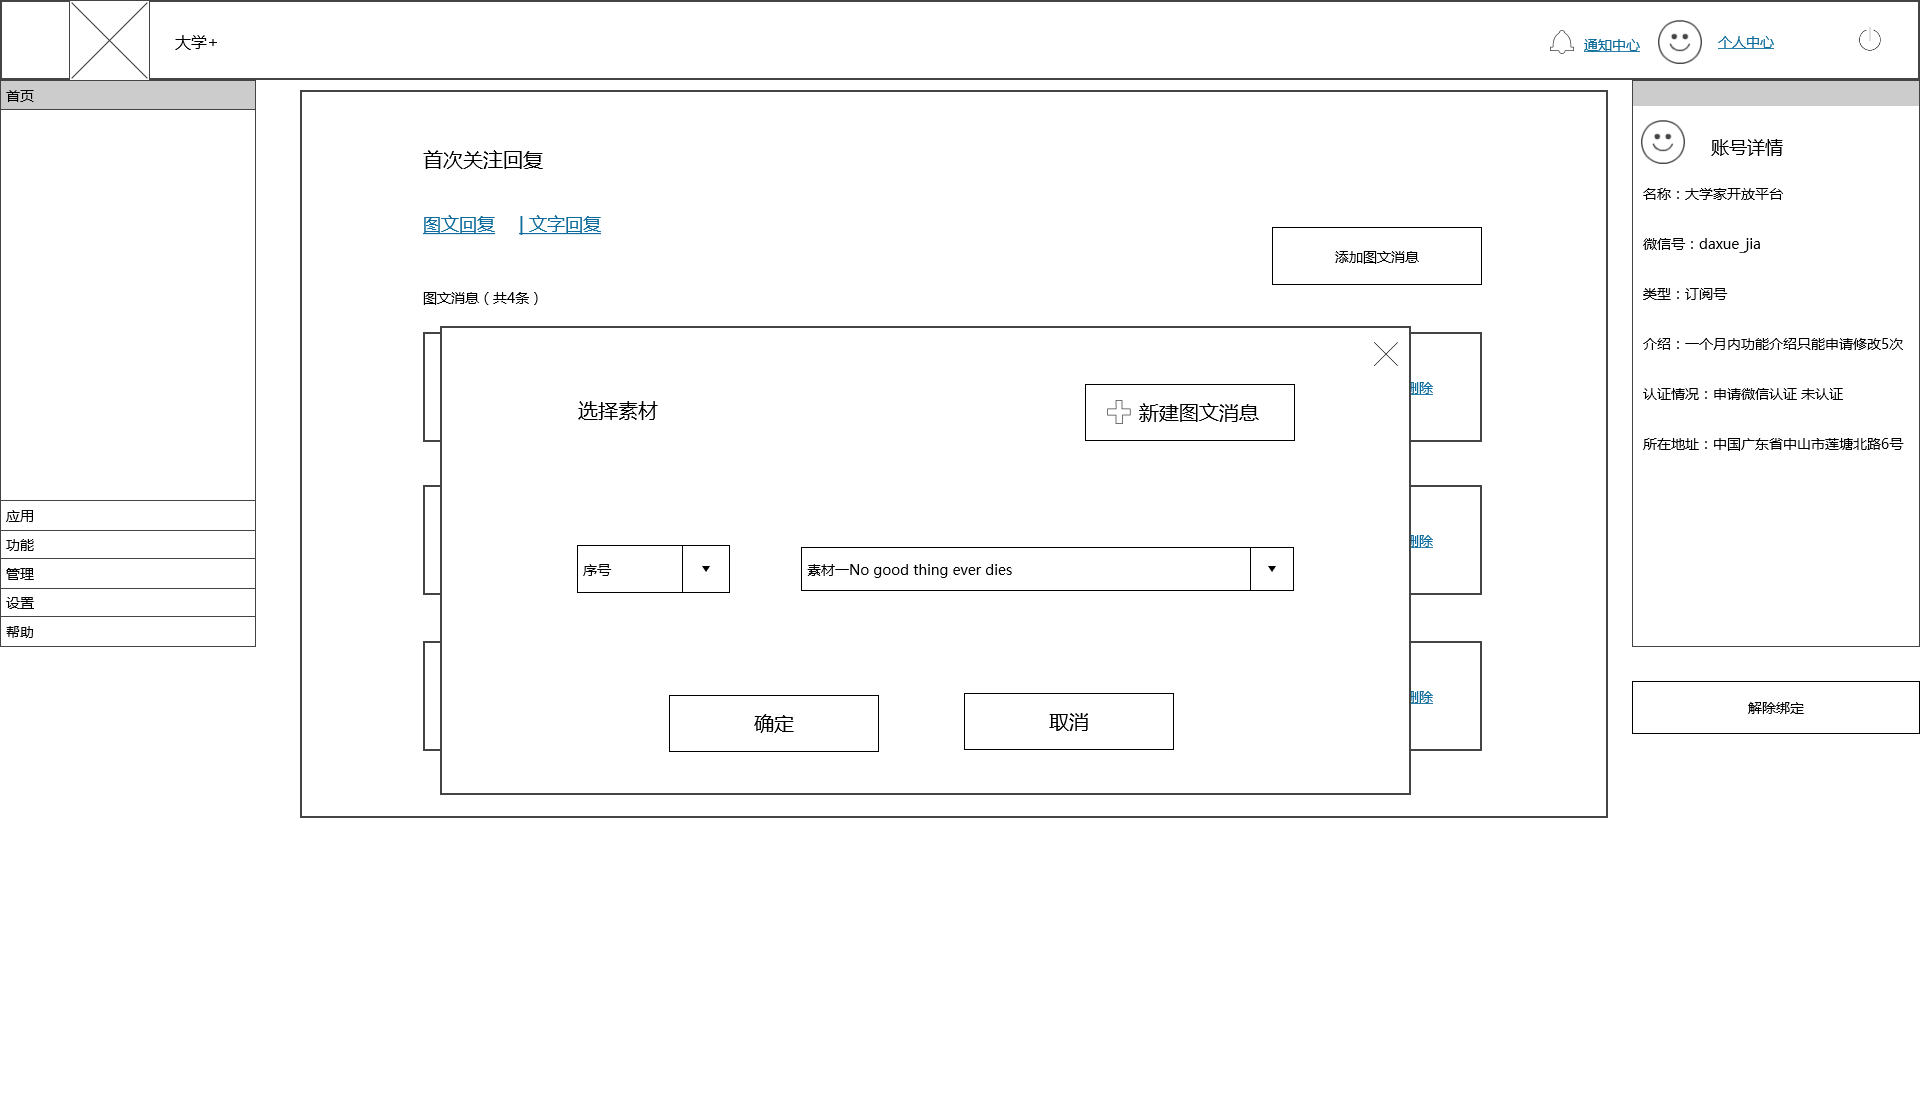 大学+
通知中心
个人中心
首页
应用
功能
管理
设置
帮助
首次关注回复
图文回复 | 文字回复
添加图文消息
图文消息（共4条）
选择素材
新建图文消息
序号
素材一No good thing ever dies
确定
取消
删除
删除
删除
账号详情
名称：大学家开放平台
微信号：daxue_jia
类型：订阅号
介绍：一个月内功能介绍只能申请修改5次
认证情况：申请微信认证 未认证
所在地址：中国广东省中山市莲塘北路6号
解除绑定